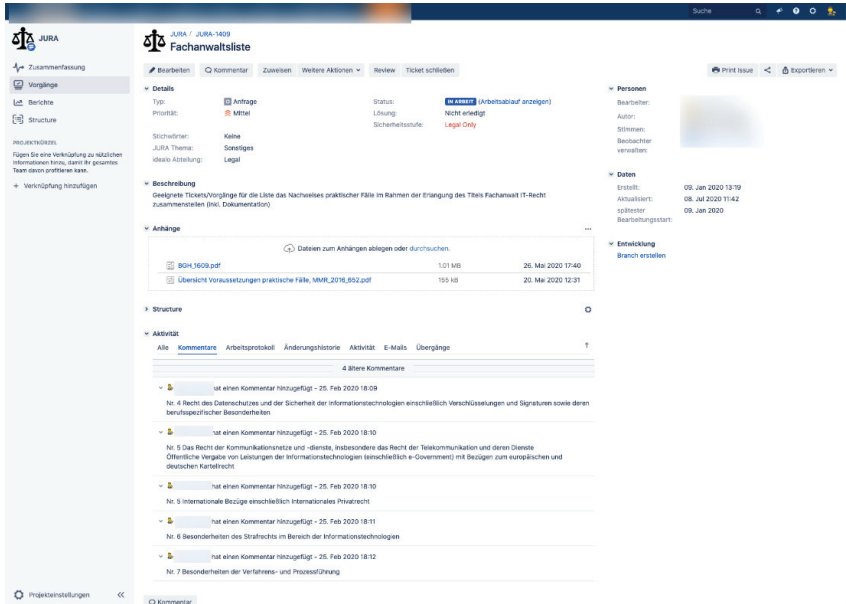 Suche
JURA
JURA / JURA-1409
Fachanwaltsliste
Bearbeiten Kommentar Zuweisen Weitere Aktionen Review Ticket schließen
Print Issue Exportieren
Zusammenfassung
Vorgänge
Berichte
Structure
PROJEKTKÜRZEL
Fügen Sie eine Verknüpfung zu nützlichen
Informationen hinzu, damit Ihr gesamtes
Team davon profitieren kann.
+ Verknüpfung hinzufügen
Details
Typ: Anfrage
Priorität: Mittel
Stichwörter: Keine
JURA Thema: Sonstiges
idealo Abteilung: Legal
Status: IN ARBEIT (Arbeitsablauf anzeigen)
Lösung: Nicht erledigt
Sicherheitsstufe: Legal Only
Beschreibung
Geeignete Tickets/Vorgänge für die Liste das Nachweises praktischer Fälle im Rahmen der Erlangung des Titels Fachanwalt IT-Recht
zusammenstellen (inkl. Dokumentation)
Anhänge
Dateien zum Anhängen ablegen oder durchsuchen.
BGH_1609.pdf 1.01 MB 26. Mai 2020 17:40
Übersicht Voraussetzungen praktische Fälle, MMR_2016_652.pdf 155 kB 20. Mai 2020 12:31
Structure
Aktivität
Alle Kommentare Arbeitsprotokoll Änderungshistorie Aktivität E-Mails Übergänge ?
4 ältere Kommentare
hat einen Kommentar hinzugefügt - 25. Feb 2020 18:09
Nr. 4 Recht des Datenschutzes und der Sicherheit der Informationstechnologien einschließlich Verschlüsselungen und Signaturen sowie deren
berufsspezifischer Besonderheiten
hat einen Kommentar hinzugefügt - 25. Feb 2020 18:10
Nr. 5 Das Recht der Kommunikationsnetze und -dienste, insbesondere das Recht der Telekommunikation und deren Dienste
Öffentliche Vergabe von Leistungen der Informationstechnologien (einschließlich e-Government) mit Bezügen zum europäischen und
deutschen Kartellrecht
hat einen Kommentar hinzugefügt - 25. Feb 2020 18:10
Nr. 5 Internationale Bezüge einschließlich Internationales Privatrecht
hat einen Kommentar hinzugefügt - 25. Feb 2020 18:11
Nr. 6 Besonderheiten des Strafrechts im Bereich der Informationstechnologien
hat einen Kommentar hinzugefügt - 25. Feb 2020 18:12
Nr. 7 Besonderheiten der Verfahrens- und Prozessführung
Kommentar
Personen
Bearbeiter:
Autor:
Stimmen:
Beobachter
verwalten:
Daten
Erstellt: 09. Jan 2020 13:19
Aktualisiert: 08. Jul 2020 11:42
spätester 09. Jan 2020
Bearbeitungsstart:
Entwicklung
Branch erstellen
Projekteinstellungen